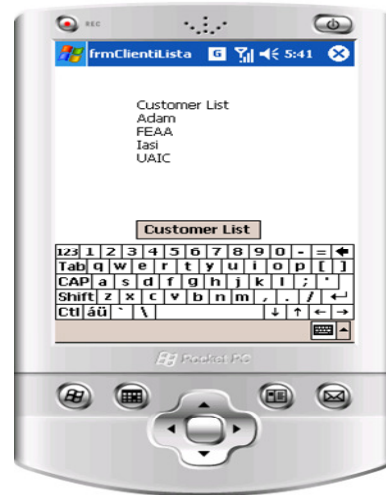 REC
frmClientiLista G 5:41
Customer List
Adam
FEAA
Iasi
UAIC
Customer List
123 1 2 3 4 5 6 7 8 9 0 - =
Tab q w e r t y u i o p [ ]
CAP a s d f g h j k l ; '
Shift z x c v b n m , . /
Ctl áü ` \
Pocket PC